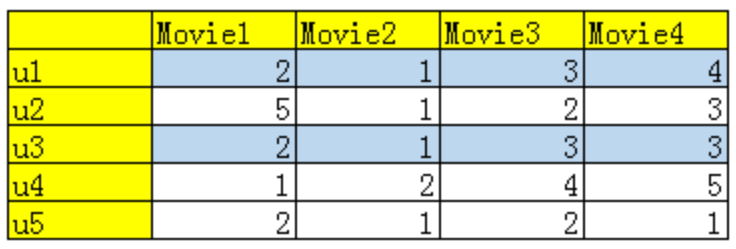 Movie1 Movie2 Movie3 Movie4
u1 2 1 3 4
u2 5 1 2 3
u3 2 1 3 3
u4 1 2 4 5
u5 2 1 2 1